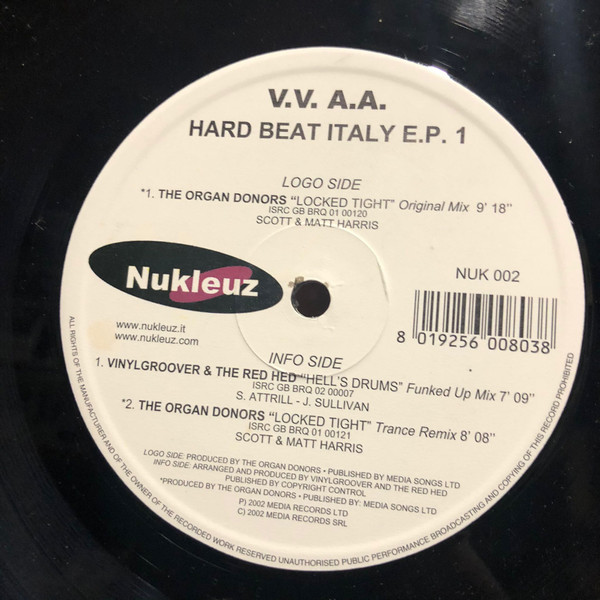 V.V. A.A.
HARD BEAT ITALY E.P. 1
LOGO SIDE
*1. THE ORGAN DONORS "LOCKED TIGHT" Original Mix 9' 18"
ISRC GB BRQ 01 00120
SCOTT & MATT HARRIS
Nukleuz
NUK 002
8 019256 008038
www.nukleuz.it
www.nukleuz.com
INFO SIDE
1. VINYLGROOVER & THE RED HED "HELL'S DRUMS" Funked Up Mix 7' 09"
ISRC GB BRQ 02 00007
S. ATTRILL - J. SULLIVAN
*2. THE ORGAN DONORS "LOCKED TIGHT" Trance Remix 8' 08"
ISRC GB BRQ 01 00121
SCOTT & MATT HARRIS
LOGO SIDE: PRODUCED BY THE ORGAN DONORS • PUBLISHED BY MEDIA SONGS LTD
INFO SIDE: ARRANGED AND PRODUCED BY VINYLGROOVER AND THE RED HED
PUBLISHED BY COPYRIGHT CONTROL
*PRODUCED BY THE ORGAN DONORS • PUBLISHED BY: MEDIA SONGS LTD
P) 2002 MEDIA RECORDS LTD
C) 2002 MEDIA RECORDS SRL
ALL RIGHTS OF THE MANUFACTURER AND OF THE OWNER OF THE RECORDED WORK RESERVED UNAUTHORISED PUBLIC PERFORMANCE BROADCASTING AND COPYING OF THIS RECORD PROHIBITED